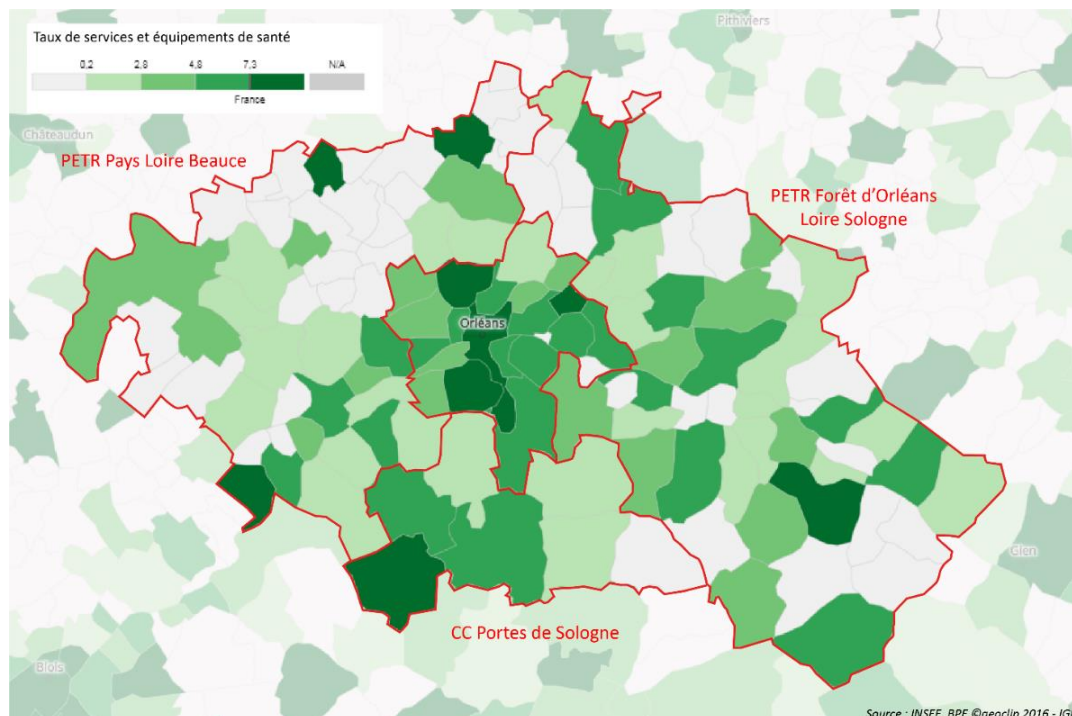 Taux de services et équipements de santé
0,2 2,8 4,8 7,3 N/A
France
Pithiviers
Châteaudun
PETR Pays Loire Beauce
PETR Forêt d'Orléans
Loire Sologne
Orléans
Gien
CC Portes de Sologne
Blois
Source : INSEE, BPE ©geoclip 2016 - IG